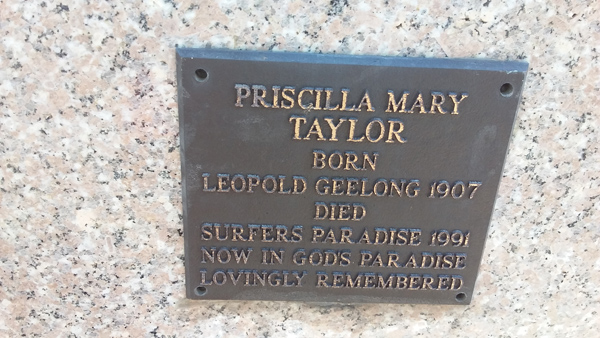 PRISCILLA MARY
TAYLOR
BORN
LEOPOLD GEELONG 1907
DIED
SURFERS PARADISE 1991
NOW IN GODS PARADISE
LOVINGLY REMEMBERED